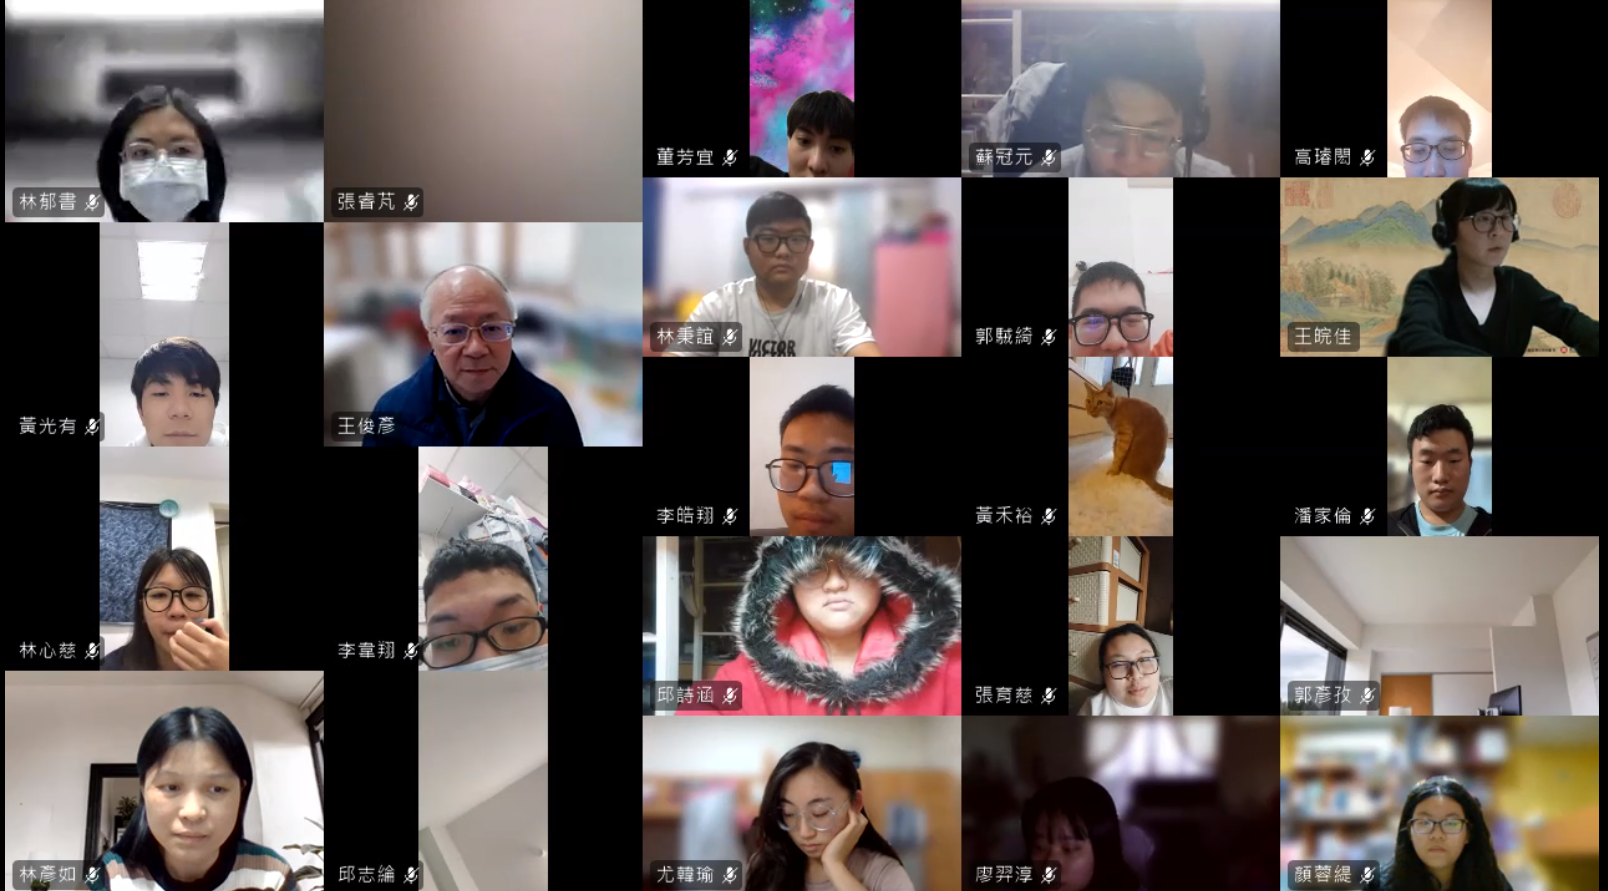 林郁書
張睿芃
董芳宜
蘇冠元
高璿閎
黃光有
王俊彥
林秉誼
郭駥綺
王皖佳
VICTOR
林心慈
李韋翔
李皓翔
黃禾裕
潘家倫
邱詩涵
張育慈
郭彥孜
林彥如
邱志綸
尤韓瑜
廖羿淳
顏蓉緹